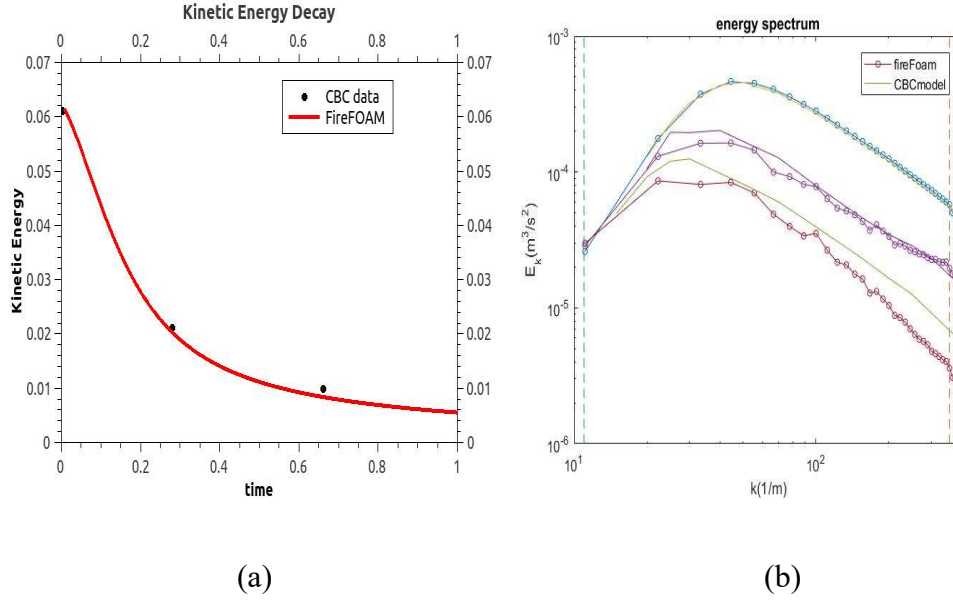 Kinetic Energy Decay
0 0.2 0.4 0.6 0.8 1
0.07 0.07
0.06 0.06
0.05 0.05
0.04 0.04
0.03 0.03
0.02 0.02
0.01 0.01
0 0
Kinetic Energy
CBC data
FireFOAM
0 0.2 0.4 0.6 0.8 1
time
(a)
energy spectrum
10-3
10-4
10-5
10-6
Ek(m3/s2)
fireFoam
CBCmodel
101 102
k(1/m)
(b)